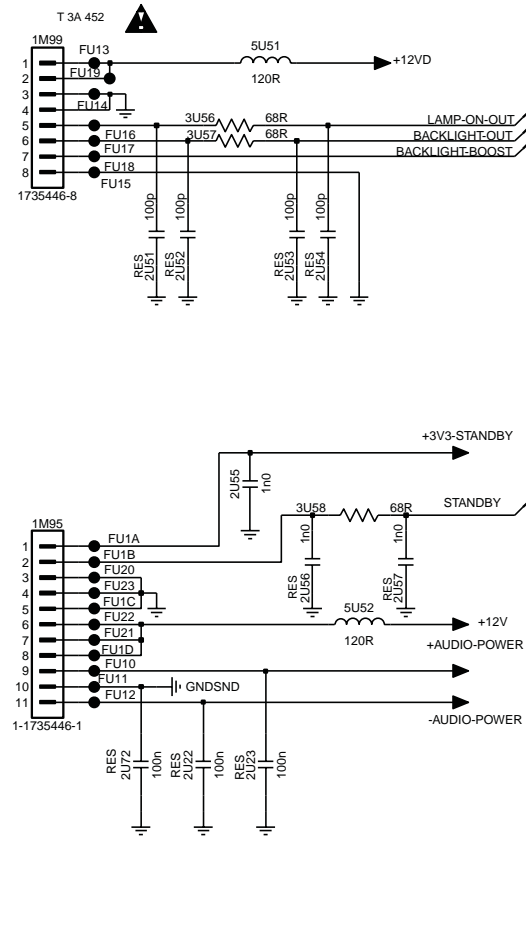 T 3A 452
1M99
1
2
3
4
5
6
7
8
1735446-8
FU13
FU19
FU14
FU16
FU17
FU18
FU15
5U51
120R
+12VD
3U56
68R
3U57
68R
LAMP-ON-OUT
BACKLIGHT-OUT
BACKLIGHT-BOOST
100p
RES
2U51
100p
RES
2U52
100p
RES
2U53
100p
RES
2U54
+3V3-STANDBY
2U55
1n0
3U58
68R
STANDBY
1n0
RES
2U56
1n0
RES
2U57
1M95
1
2
3
4
5
6
7
8
9
10
11
1-1735446-1
FU1A
FU1B
FU20
FU23
FU1C
FU22
FU21
FU1D
FU10
FU11
FU12
GNDSND
5U52
120R
+12V
+AUDIO-POWER
-AUDIO-POWER
RES
2U72
100n
RES
2U22
100n
RES
2U23
100n